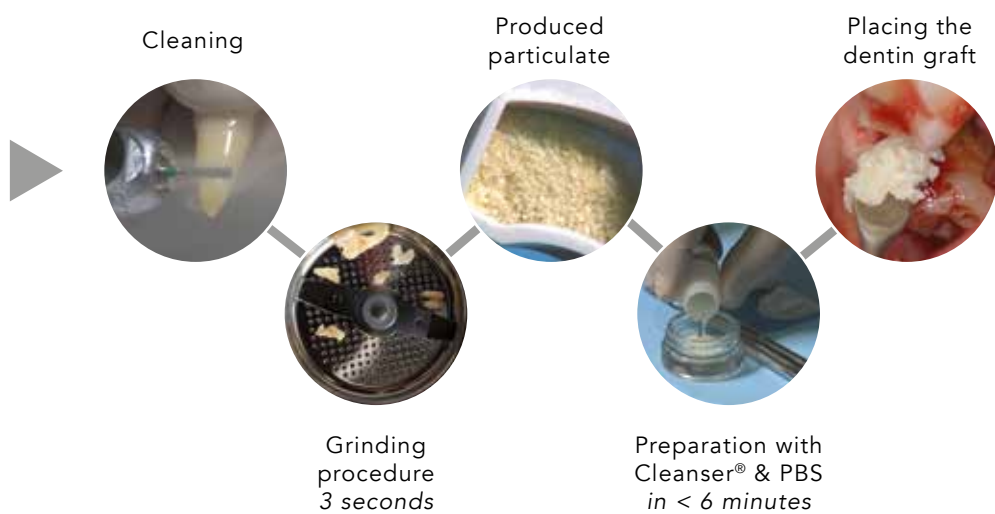 Cleaning
Grinding
procedure
3 seconds
Produced
particulate
Preparation with
Cleanser® & PBS
in < 6 minutes
Placing the
dentin graft